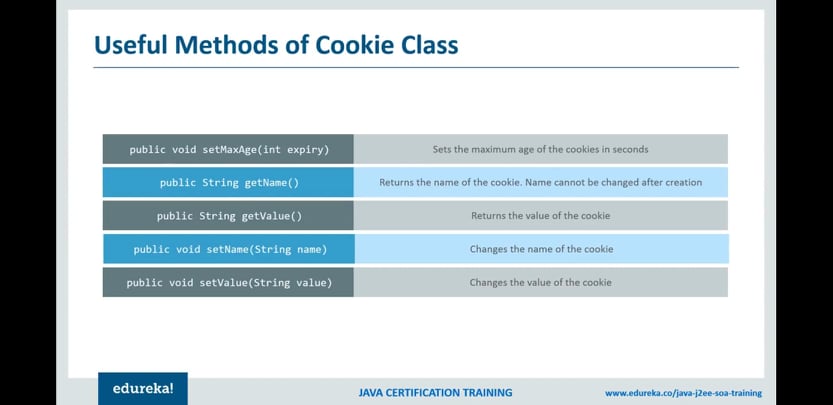 Useful Methods of Cookie Class
public void setMaxAge(int expiry) Sets the maximum age of the cookies in seconds
public String getName() Returns the name of the cookie. Name cannot be changed after creation
public String getValue() Returns the value of the cookie
public void setName(String name) Changes the name of the cookie
public void setValue(String value) Changes the value of the cookie
edureka! JAVA CERTIFICATION TRAINING www.edureka.co/java-j2ee-soa-training